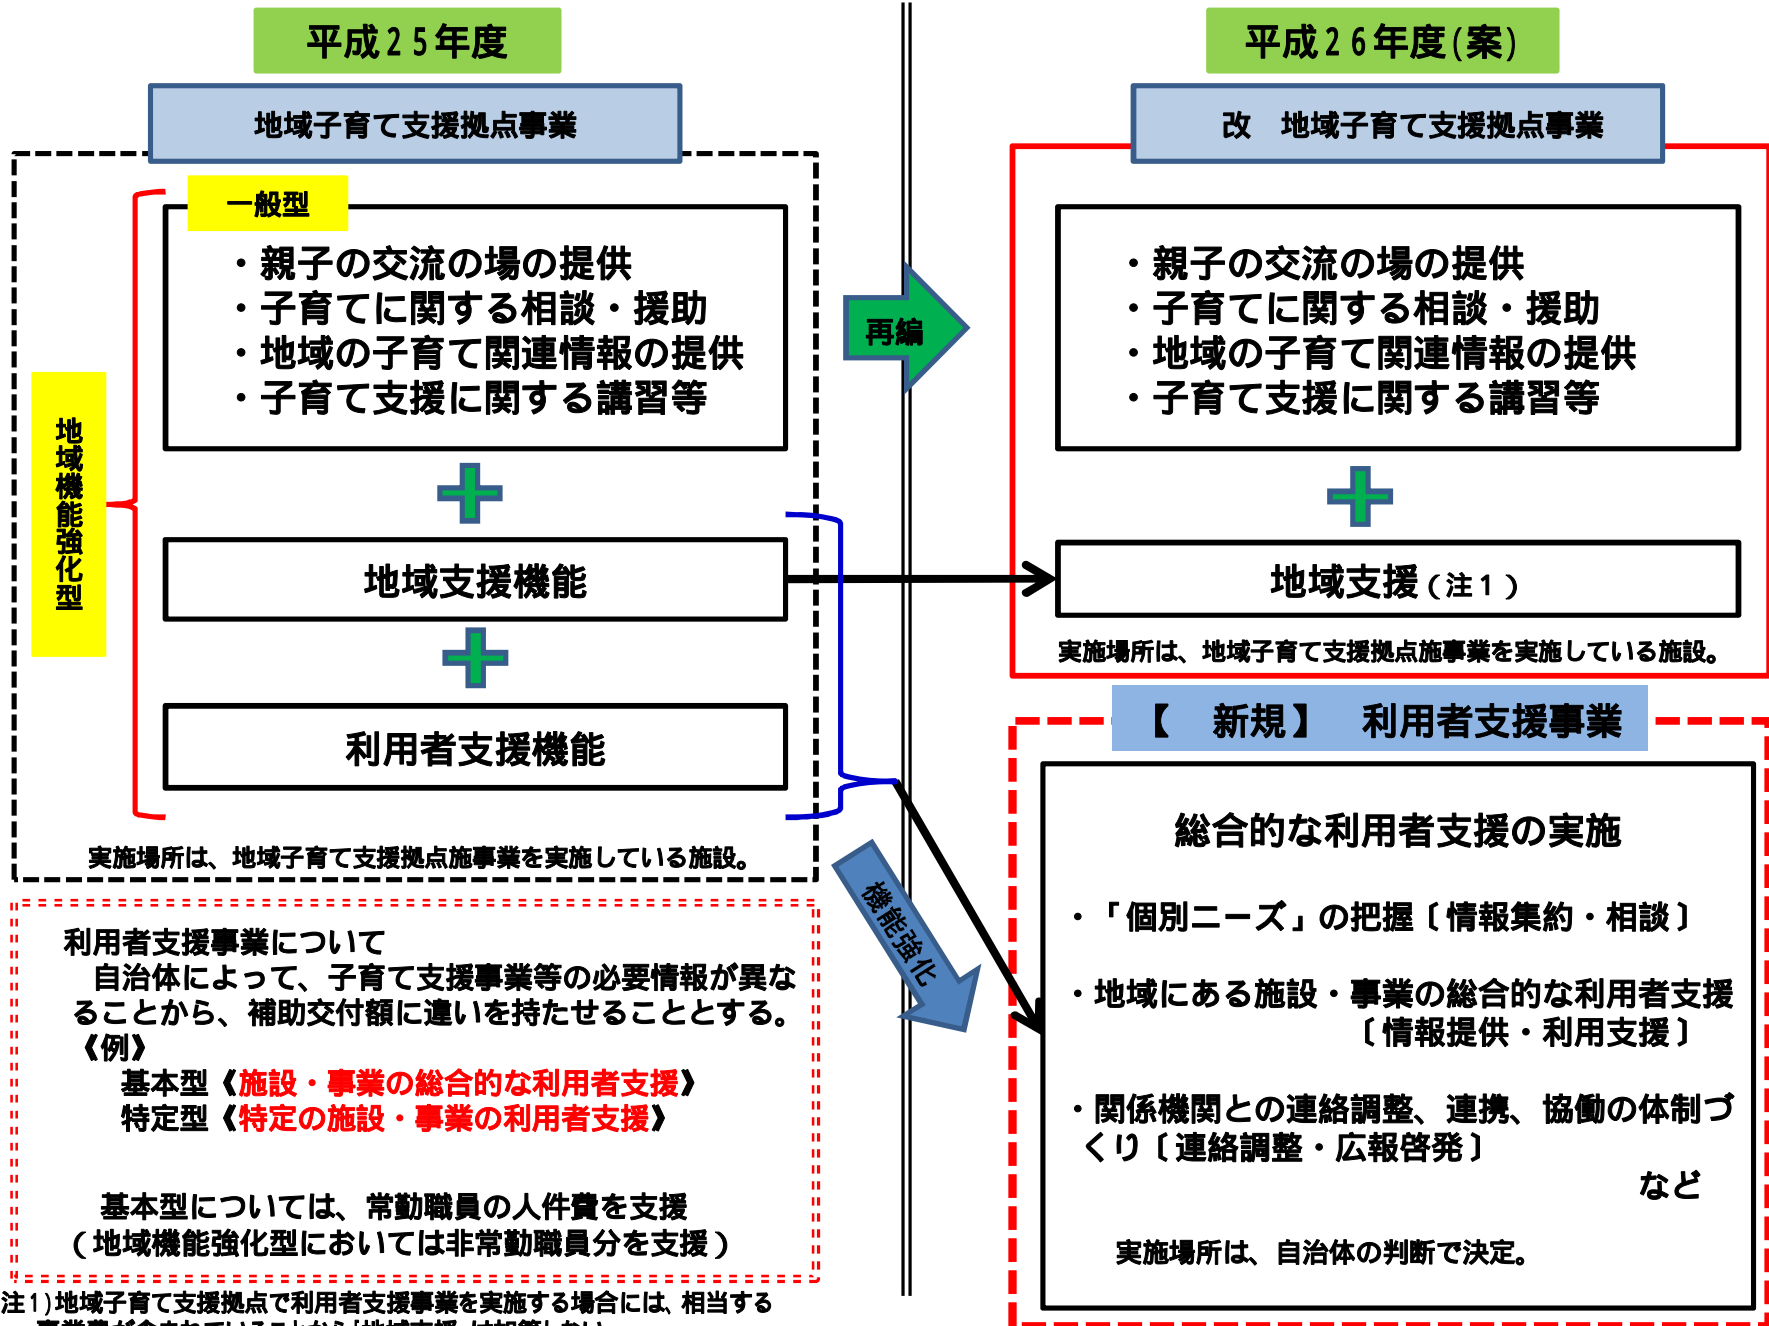 平成25年度
地域子育て支援拠点事業
一般型
・親子の交流の場の提供
・子育てに関する相談・援助
・地域の子育て関連情報の提供
・子育て支援に関する講習等
地域機能強化型
地域支援機能
利用者支援機能
実施場所は、地域子育て支援拠点施事業を実施している施設。
利用者支援事業について
自治体によって、子育て支援事業等の必要情報が異な
ることから、補助交付額に違いを持たせることとする。
《例》
基本型《施設・事業の総合的な利用者支援》
特定型《特定の施設・事業の利用者支援》
基本型については、常勤職員の人件費を支援
(地域機能強化型においては非常勤職員分を支援)
注1)地域子育て支援拠点で利用者支援事業を実施する場合には、相当する
事業費が含まれていることから「地域支援」は加算しない
再編
機能強化
平成26年度(案)
改　地域子育て支援拠点事業
・親子の交流の場の提供
・子育てに関する相談・援助
・地域の子育て関連情報の提供
・子育て支援に関する講習等
地域支援(注1)
実施場所は、地域子育て支援拠点施事業を実施している施設。
【　新規】　利用者支援事業
総合的な利用者支援の実施
・「個別ニーズ」の把握〔情報集約・相談〕
・地域にある施設・事業の総合的な利用者支援
〔情報提供・利用支援〕
・関係機関との連絡調整、連携、協働の体制づ
くり〔連絡調整・広報啓発〕
など
実施場所は、自治体の判断で決定。